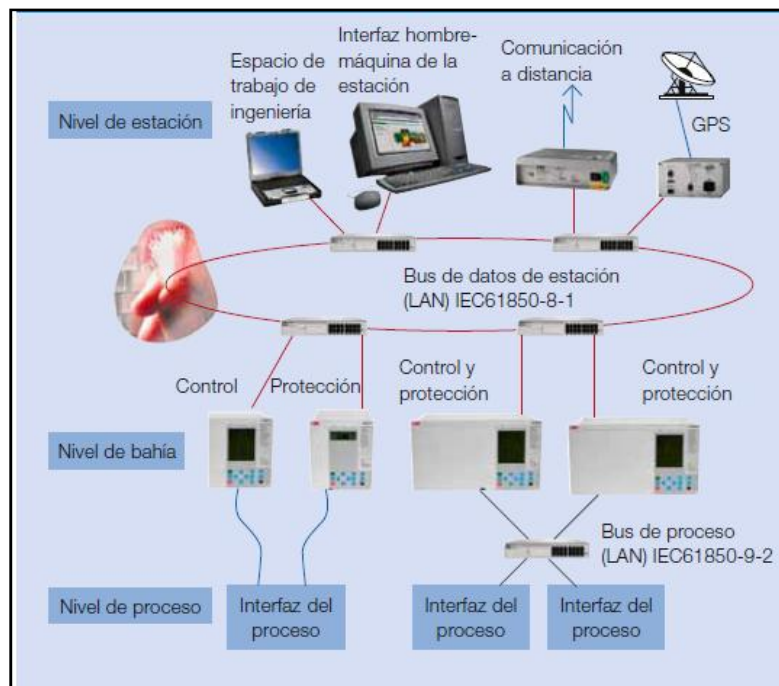 Nivel de estación
Espacio de
trabajo de
ingeniería
Interfaz hombre-
máquina de la
estación
Comunicación
a distancia
GPS
Bus de datos de estación
(LAN) IEC61850-8-1
Nivel de bahía
Control
Protección
Control y
protección
Control y
protección
Bus de proceso
(LAN) IEC61850-9-2
Nivel de proceso
Interfaz del
proceso
Interfaz del
proceso
Interfaz del
proceso